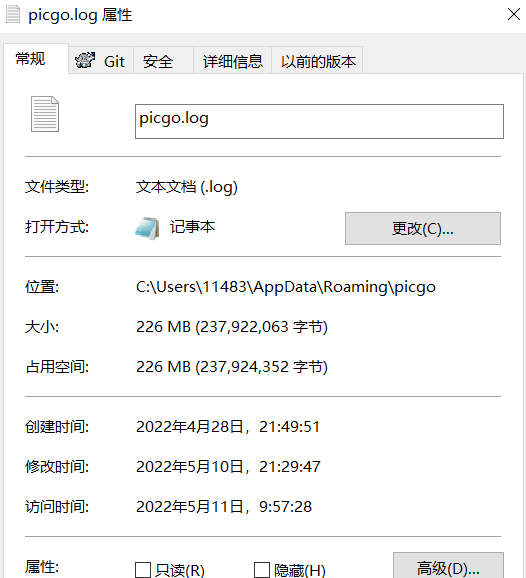 picgo.log 属性
常规 Git 安全 详细信息 以前的版本
picgo.log
文件类型: 文本文档 (.log)
打开方式: 记事本 更改(C)...
位置: C:\Users\11483\AppData\Roaming\picgo
大小: 226 MB (237,922,063 字节)
占用空间: 226 MB (237,924,352 字节)
创建时间: 2022年4月28日，21:49:51
修改时间: 2022年5月10日，21:29:47
访问时间: 2022年5月11日，9:57:28
属性: 只读(R) 隐藏(H) 高级(D)...